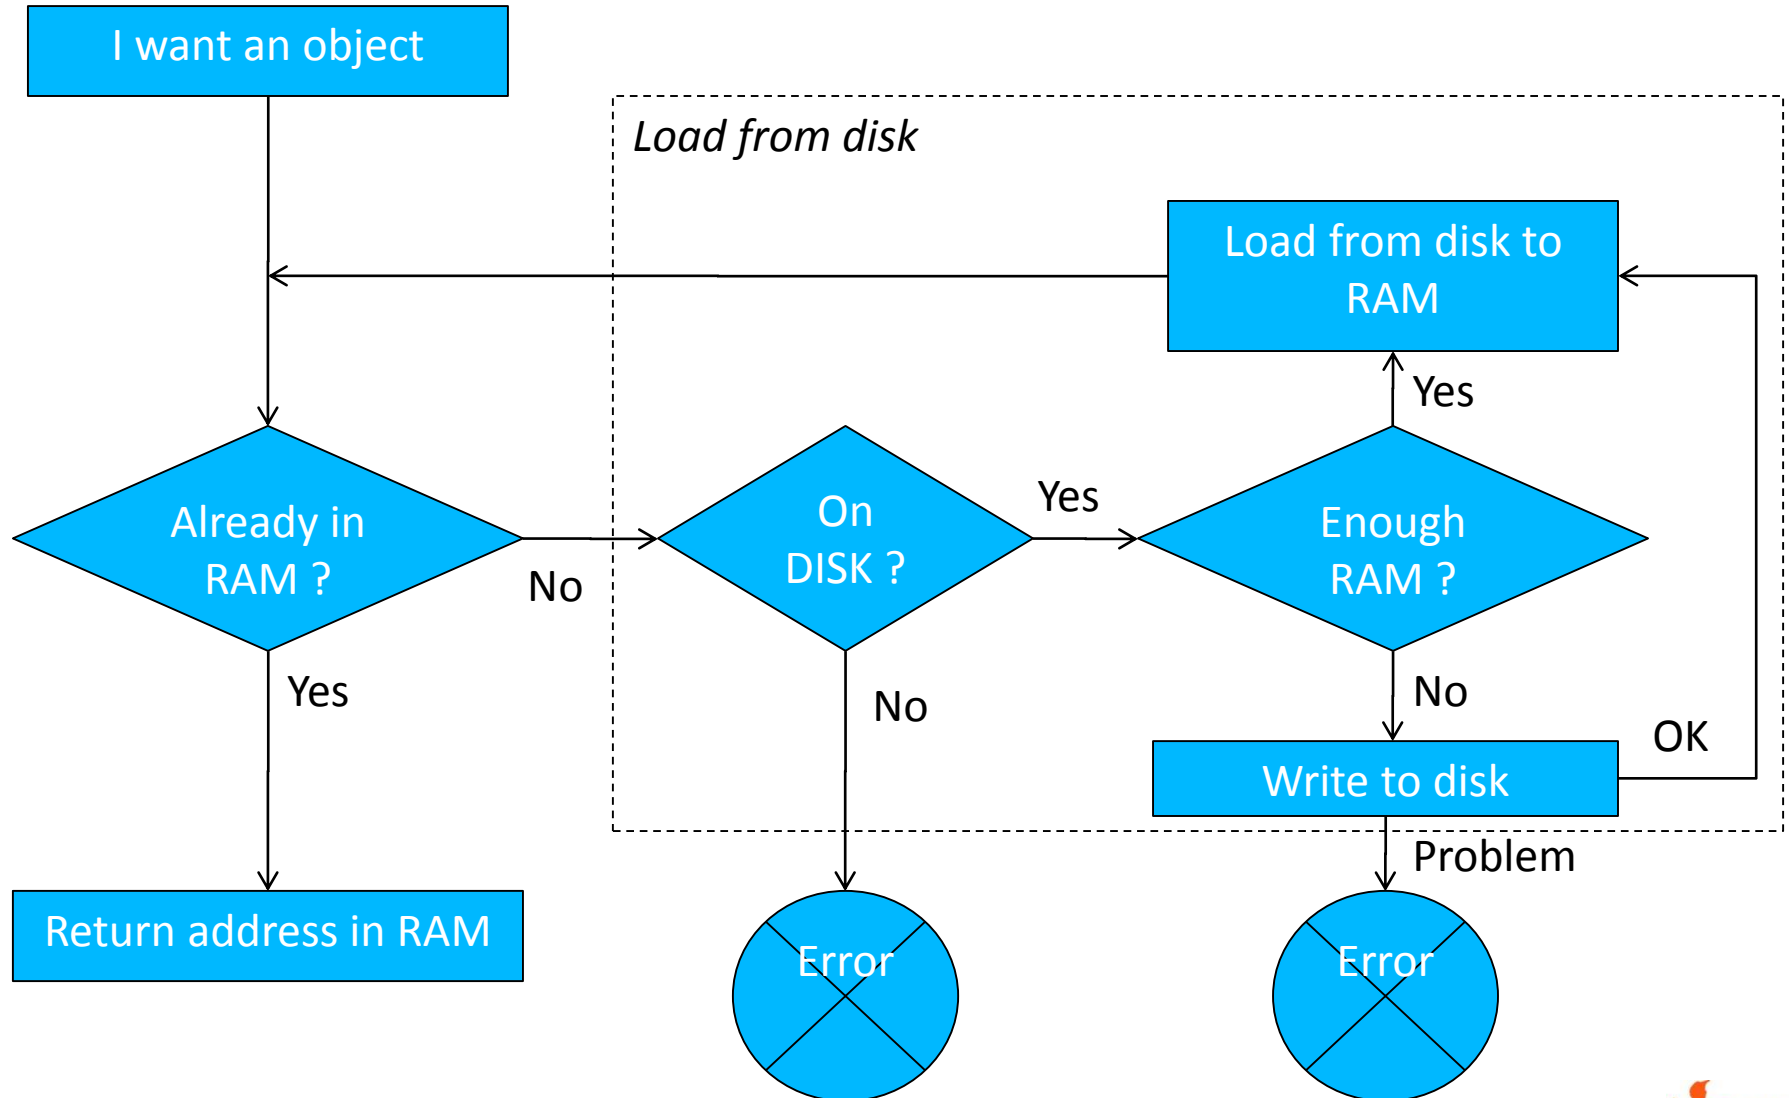 I want an object
Load from disk
Load from disk to
RAM
Yes
Already in
RAM ?
No
On
DISK ?
Yes
Enough
RAM ?
Yes
No
No
OK
Write to disk
Problem
Return address in RAM
Error
Error